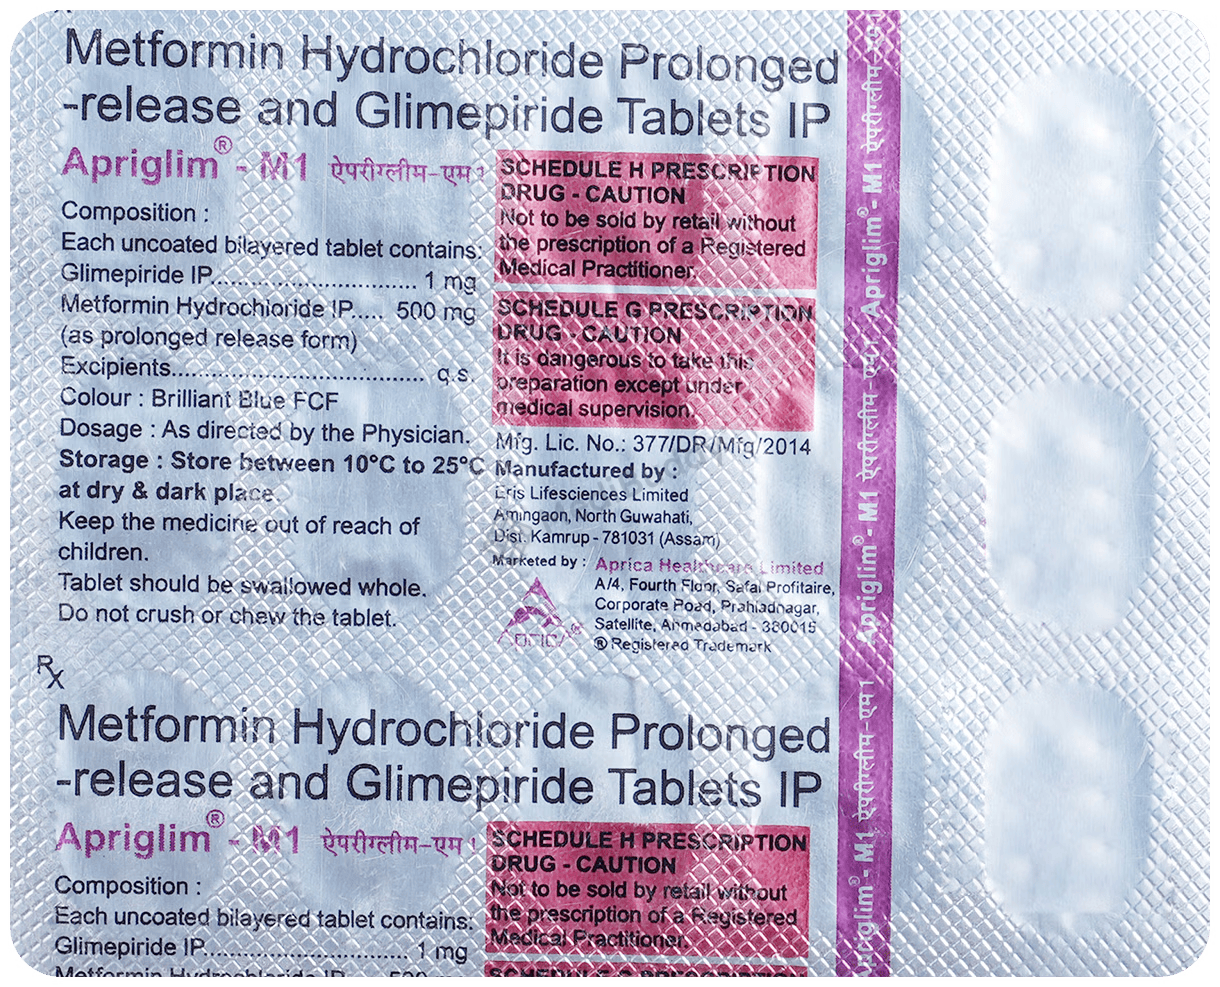 Metformin Hydrochloride Prolonged
-release and Glimepiride Tablets IP
Apriglim® - M1 ऐपरीग्लीम-एम 1
Composition :
Each uncoated bilayered tablet contains:
Glimepiride IP................................ 1 mg
Metformin Hydrochloride IP..... 500 mg
(as prolonged release form)
Excipients....................................... q.s.
Colour : Brilliant Blue FCF
Dosage : As directed by the Physician.
Storage : Store between 10°C to 25°C
at dry & dark place.
Keep the medicine out of reach of
children.
Tablet should be swallowed whole.
Do not crush or chew the tablet.
SCHEDULE H PRESCRIPTION
DRUG - CAUTION
Not to be sold by retail without
the prescription of a Registered
Medical Practitioner.
SCHEDULE G PRESCRIPTION
DRUG - CAUTION
It is dangerous to take this
preparation except under
medical supervision.
Mfg. Lic. No.: 377/DR/Mfg/2014
Manufactured by :
Eris Lifesciences Limited
Amingaon, North Guwahati,
Dist. Kamrup - 781031 (Assam)
Marketed by : Aprica Healthcare Limited
A/4, Fourth Floor, Safal Profitaire,
Corporate Road, Prahladnagar,
Satellite, Ahmedabad - 380015
® Registered Trademark
APRICA®
Rx
Metformin Hydrochloride Prolonged
-release and Glimepiride Tablets IP
Apriglim® - M1 ऐपरीग्लीम-एम 1
Composition :
Each uncoated bilayered tablet contains:
Glimepiride IP................................ 1 mg
Metformin Hydrochloride IP
SCHEDULE H PRESCRIPTION
DRUG - CAUTION
Not to be sold by retail without
the prescription of a Registered
Medical Practitioner.
SCHEDULE G PRESCRIPTION
Apriglim® - M1 ऐपरीग्लीम-एम 1 Apriglim® - M1 ऐपरीग्लीम-एम 1 Apriglim® - M1 ऐपरीग्लीम-एम 1